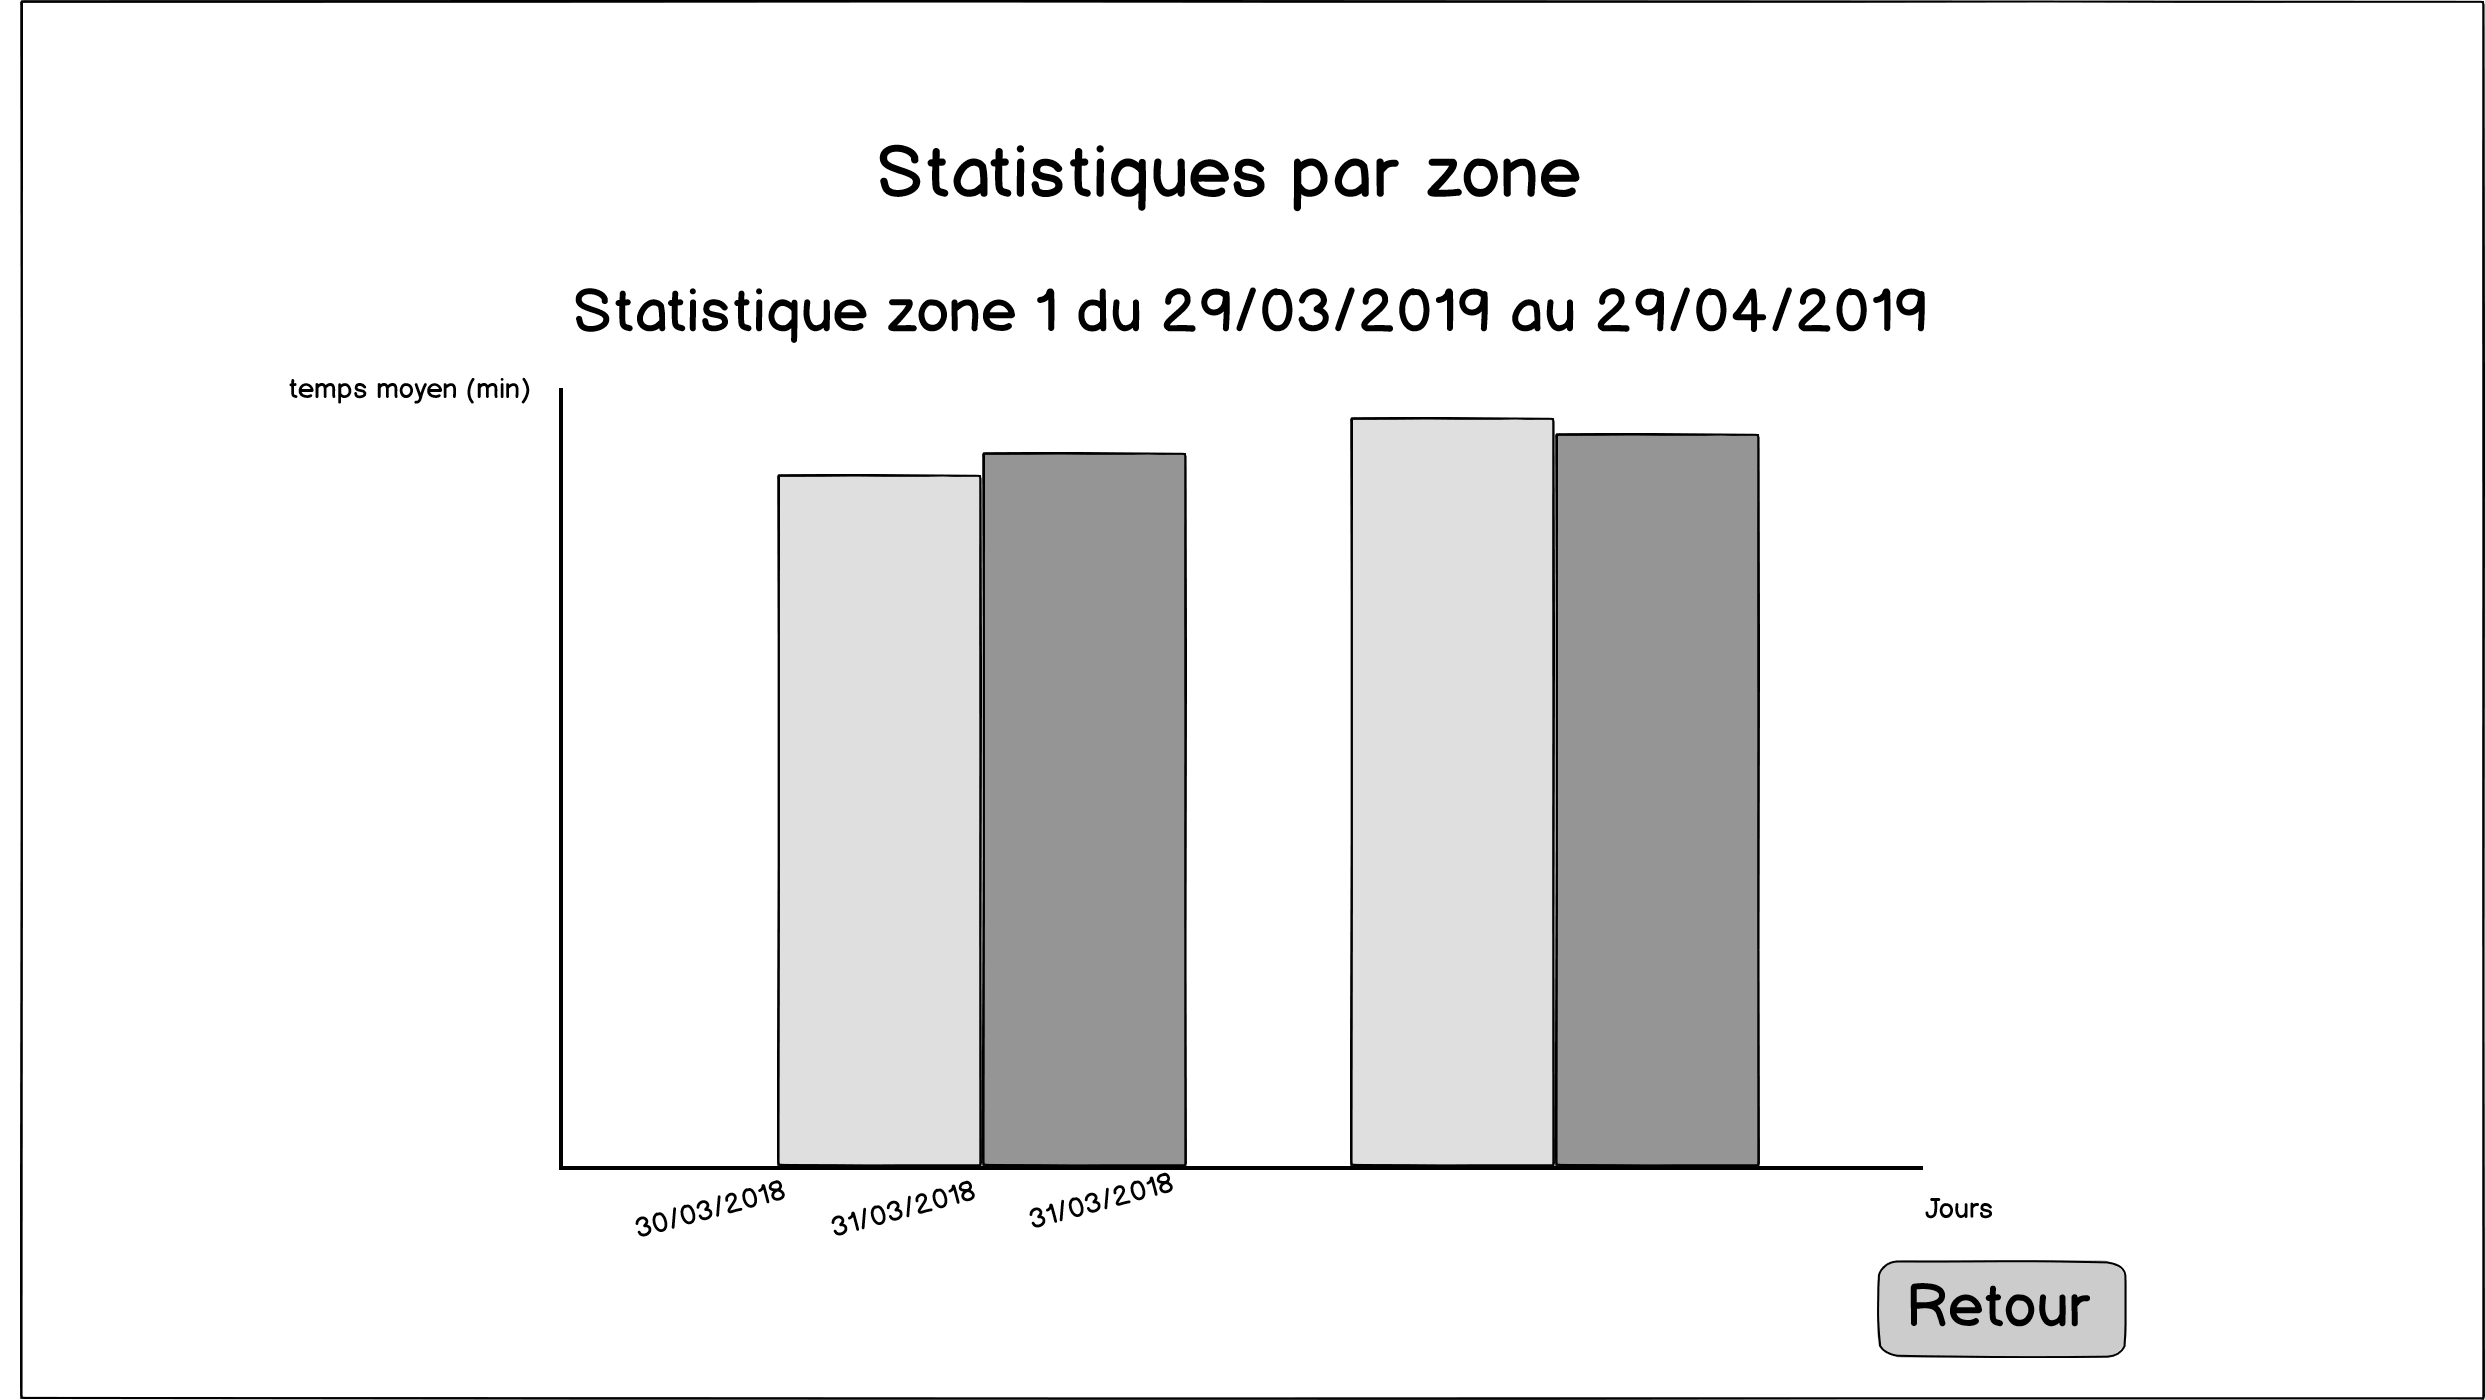 Statistiques par zone
Statistique zone 1 du 29/03/2019 au 29/04/2019
temps moyen (min)
30/03/2018
31/03/2018
31/03/2018
Jours
Retour